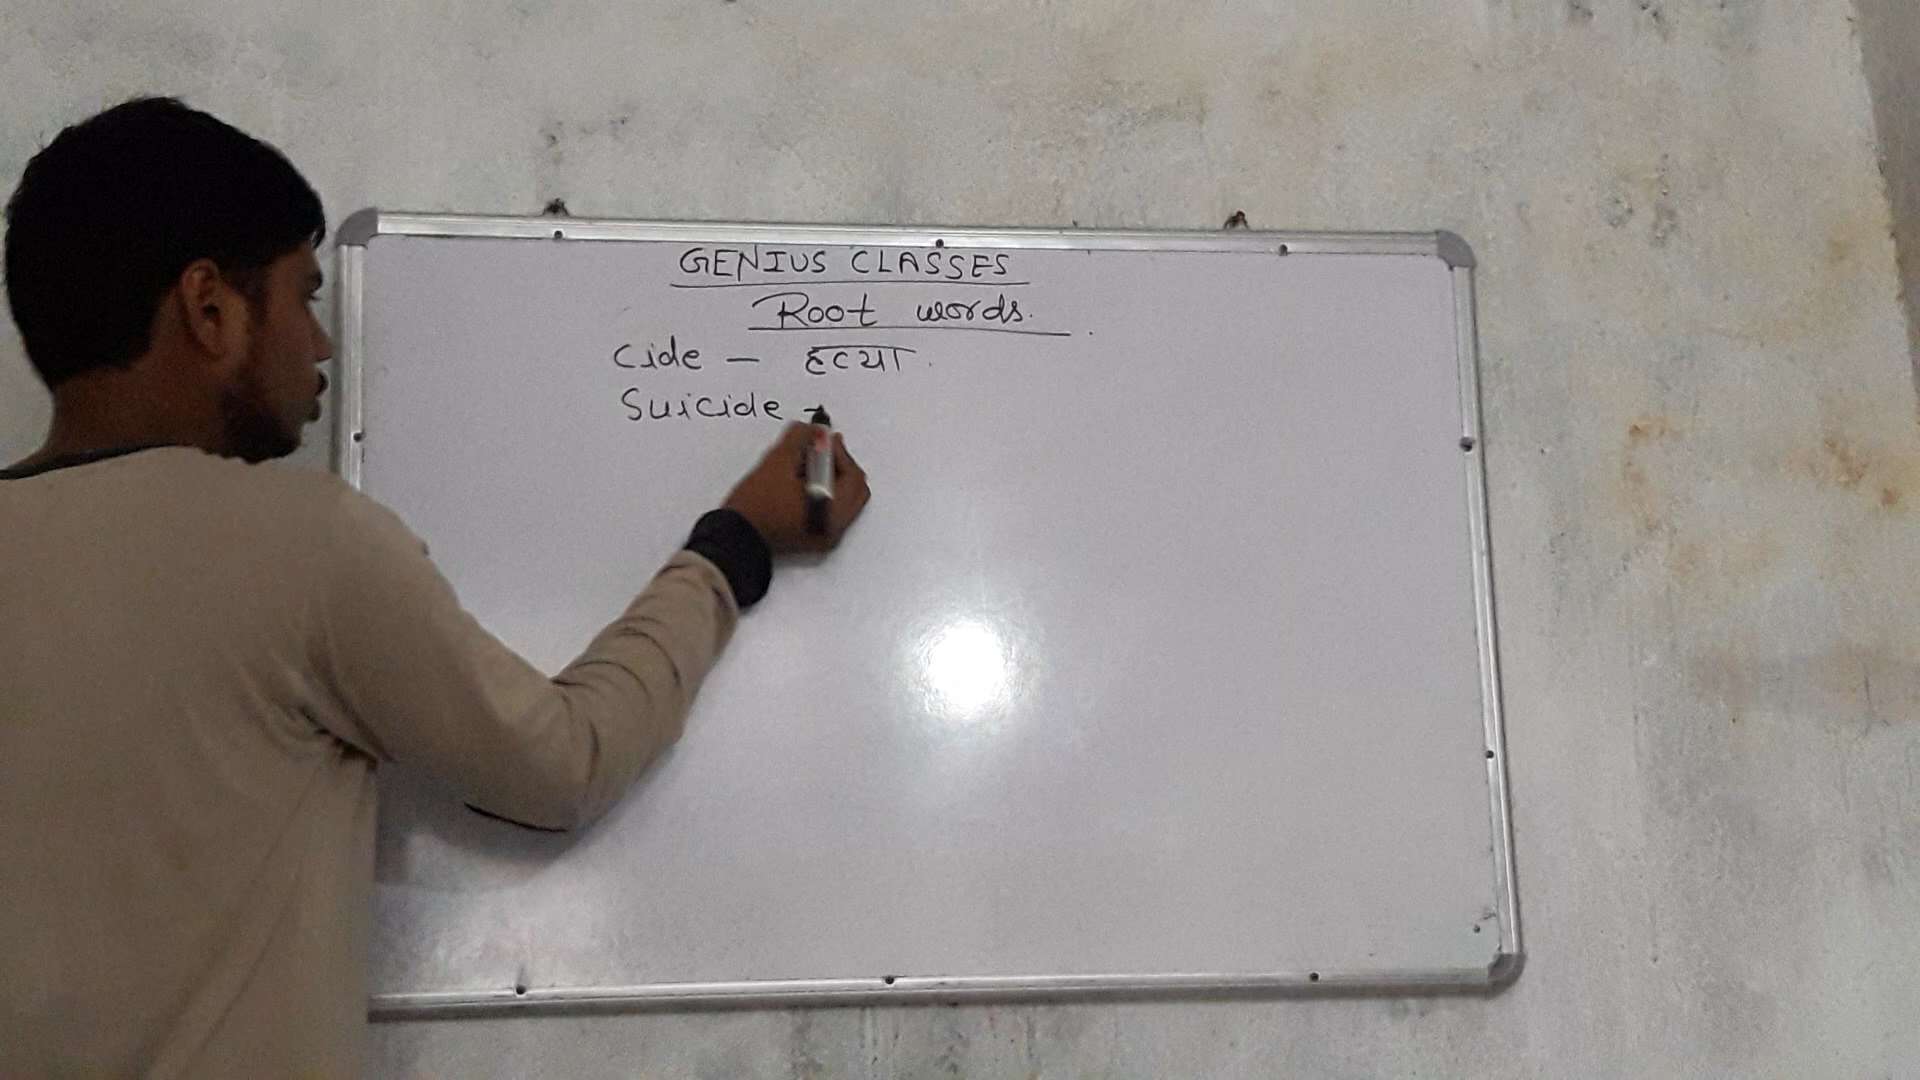 GENIUS CLASSES
Root words.
Cide - हत्या.
Suicide -